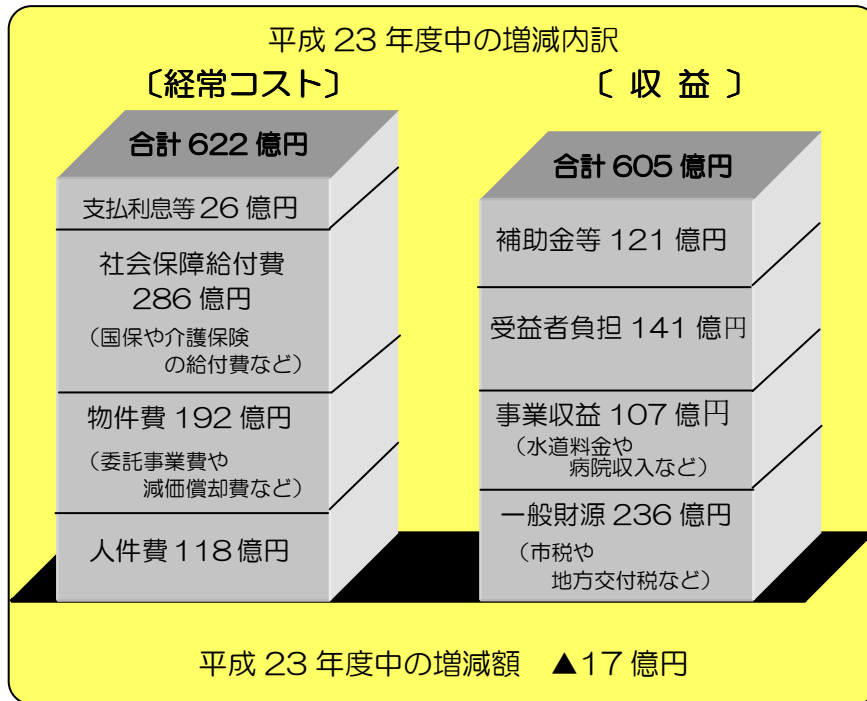 平成 23 年度中の増減内訳
〔経常コスト〕
合計 622 億円
支払利息等 26 億円
社会保障給付費
286 億円
（国保や介護保険
の給付費など）
物件費 192 億円
（委託事業費や
減価償却費など）
人件費 118 億円
〔 収 益 〕
合計 605 億円
補助金等 121 億円
受益者負担 141 億円
事業収益 107 億円
（水道料金や
病院収入など）
一般財源 236 億円
（市税や
地方交付税など）
平成 23 年度中の増減額　▲17 億円